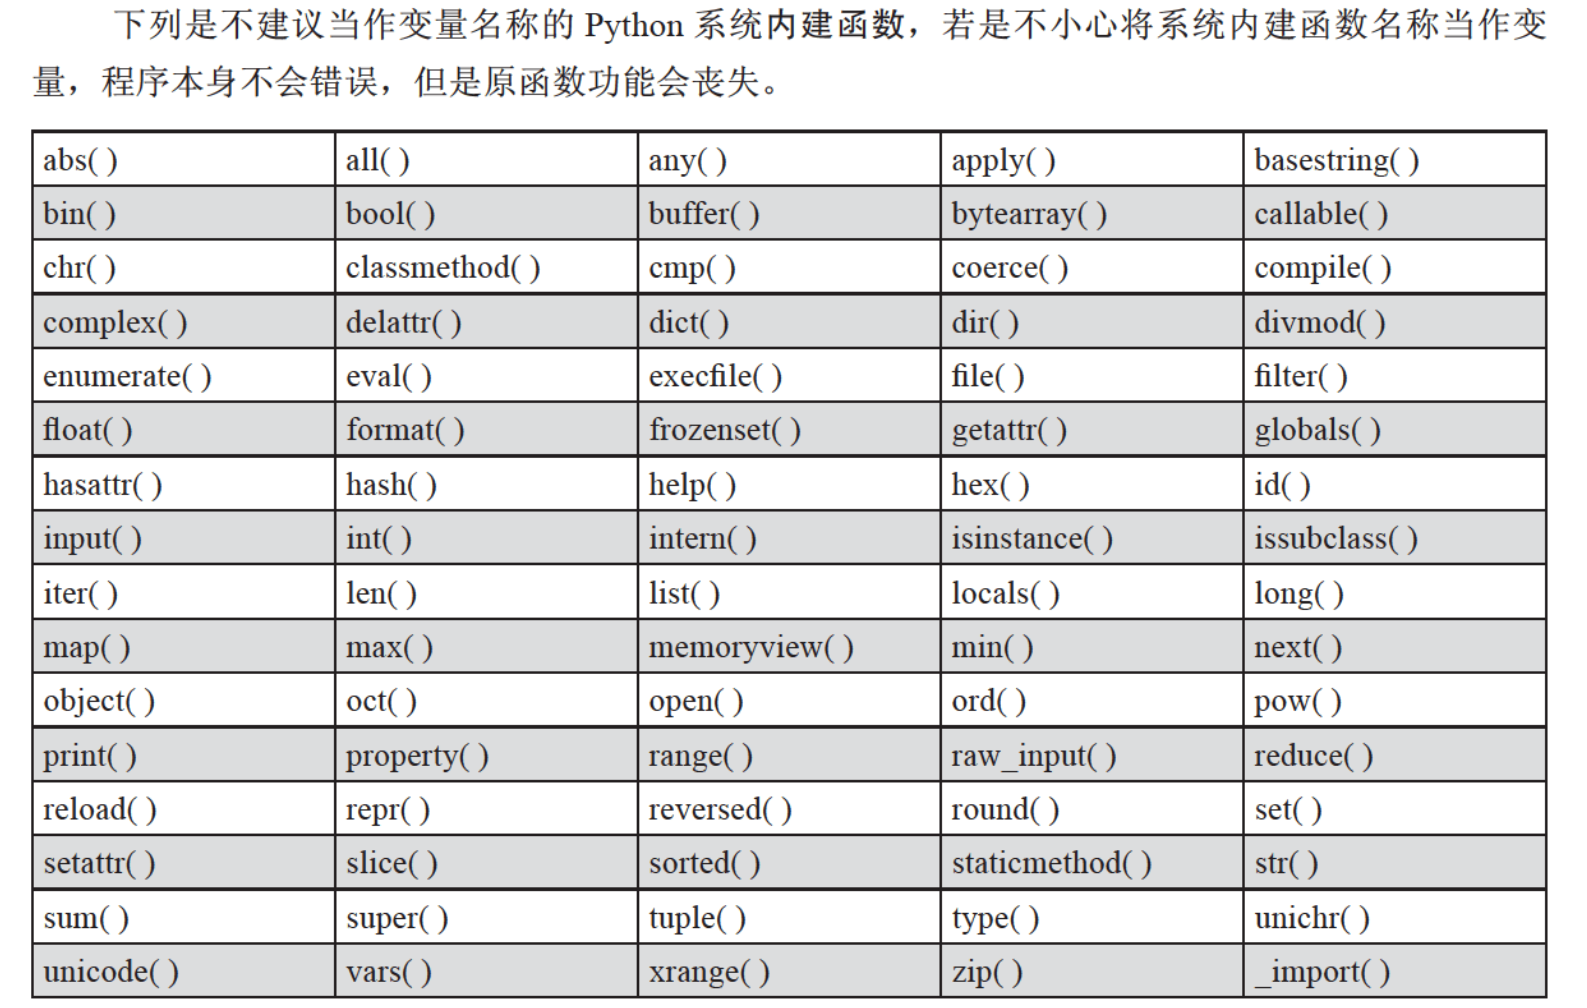 下列是不建议当作变量名称的 Python 系统内建函数，若是不小心将系统内建函数名称当作变
量，程序本身不会错误，但是原函数功能会丧失。
abs( ) all( ) any( ) apply( ) basestring( )
bin( ) bool( ) buffer( ) bytearray( ) callable( )
chr( ) classmethod( ) cmp( ) coerce( ) compile( )
complex( ) delattr( ) dict( ) dir( ) divmod( )
enumerate( ) eval( ) execfile( ) file( ) filter( )
float( ) format( ) frozenset( ) getattr( ) globals( )
hasattr( ) hash( ) help( ) hex( ) id( )
input( ) int( ) intern( ) isinstance( ) issubclass( )
iter( ) len( ) list( ) locals( ) long( )
map( ) max( ) memoryview( ) min( ) next( )
object( ) oct( ) open( ) ord( ) pow( )
print( ) property( ) range( ) raw_input( ) reduce( )
reload( ) repr( ) reversed( ) round( ) set( )
setattr( ) slice( ) sorted( ) staticmethod( ) str( )
sum( ) super( ) tuple( ) type( ) unichr( )
unicode( ) vars( ) xrange( ) zip( ) _import( )